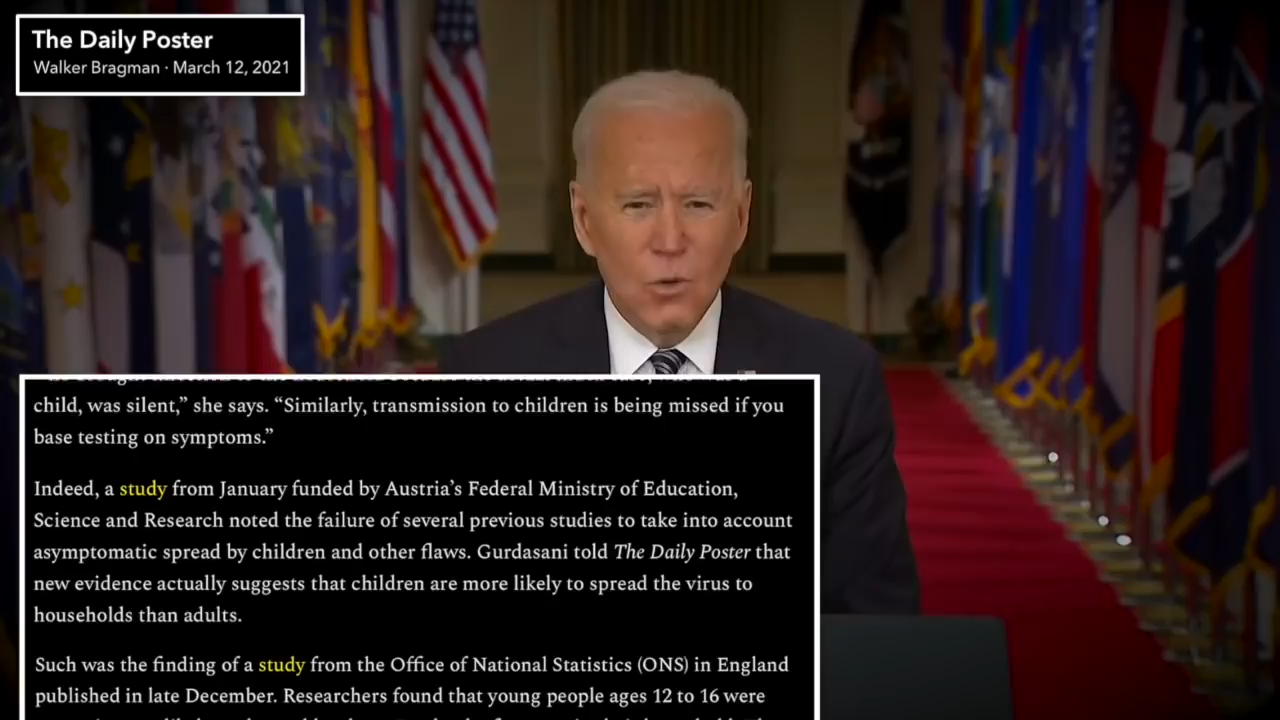 The Daily Poster
Walker Bragman · March 12, 2021
child, was silent,” she says. “Similarly, transmission to children is being missed if you
base testing on symptoms.”
Indeed, a study from January funded by Austria’s Federal Ministry of Education,
Science and Research noted the failure of several previous studies to take into account
asymptomatic spread by children and other flaws. Gurdasani told The Daily Poster that
new evidence actually suggests that children are more likely to spread the virus to
households than adults.
Such was the finding of a study from the Office of National Statistics (ONS) in England
published in late December. Researchers found that young people ages 12 to 16 were